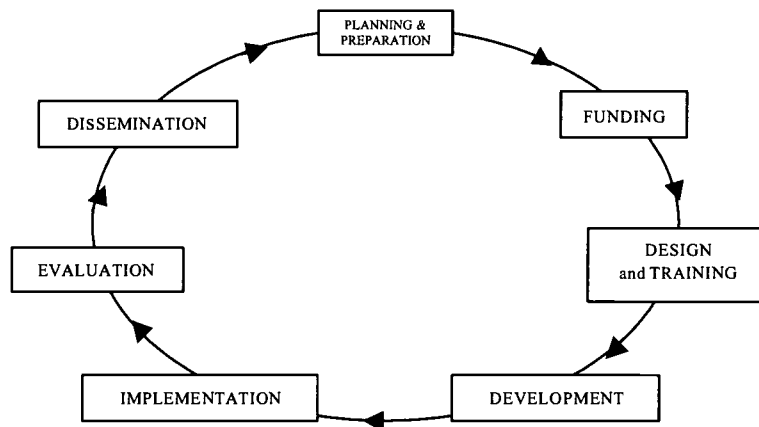 PLANNING &
PREPARATION
FUNDING
DESIGN
and TRAINING
DEVELOPMENT
IMPLEMENTATION
EVALUATION
DISSEMINATION